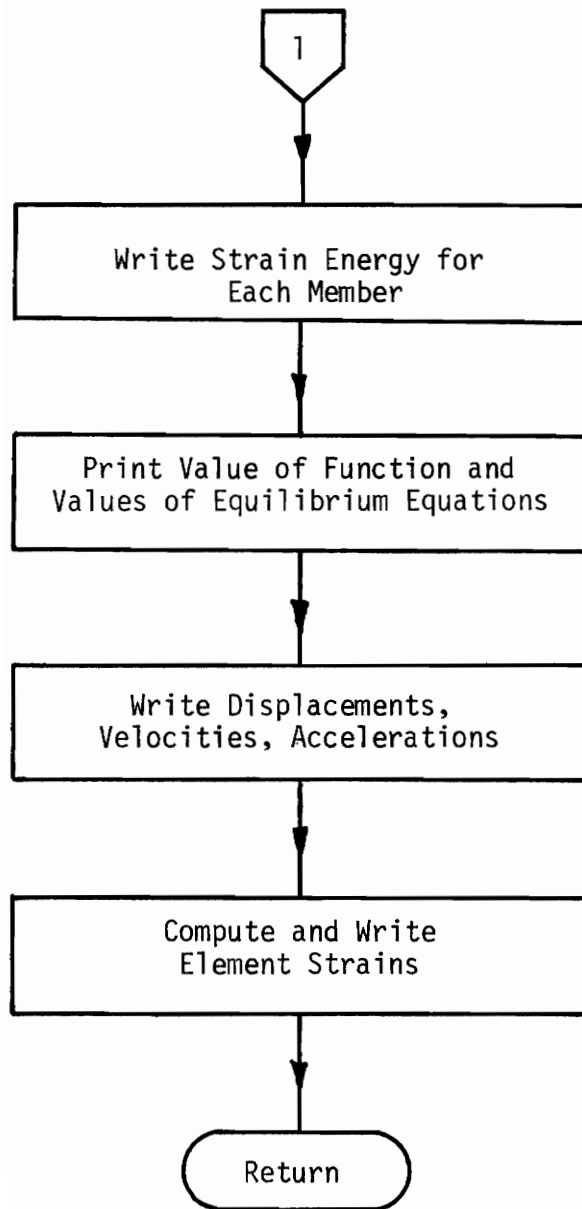 1
Write Strain Energy for
Each Member
Print Value of Function and
Values of Equilibrium Equations
Write Displacements,
Velocities, Accelerations
Compute and Write
Element Strains
Return